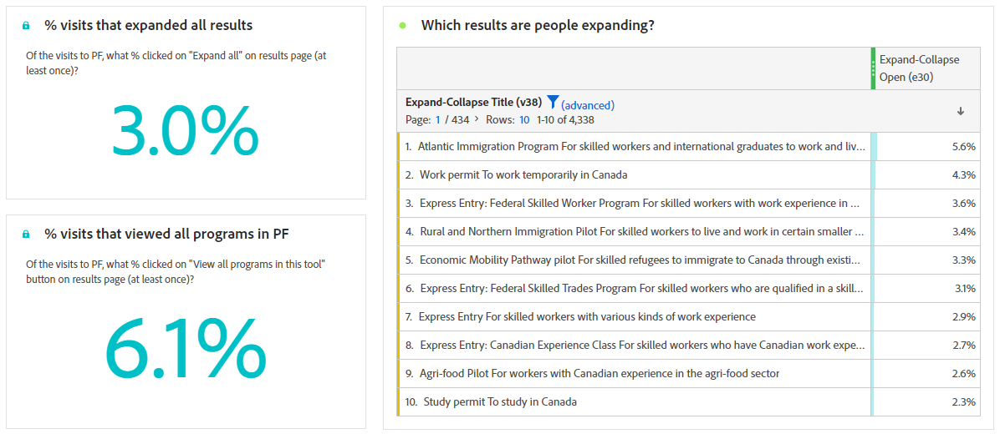 % visits that expanded all results
Of the visits to PF, what % clicked on "Expand all" on results page (at
least once)?
3.0%
% visits that viewed all programs in PF
Of the visits to PF, what % clicked on "View all programs in this tool"
button on results page (at least once)?
6.1%
Which results are people expanding?
Expand-Collapse
Open (e30)
Expand-Collapse Title (v38) (advanced)
Page: 1 / 434 > Rows: 10 1-10 of 4,338
1. Atlantic Immigration Program For skilled workers and international graduates to work and liv... 5.6%
2. Work permit To work temporarily in Canada 4.3%
3. Express Entry: Federal Skilled Worker Program For skilled workers with work experience in ... 3.6%
4. Rural and Northern Immigration Pilot For skilled workers to live and work in certain smaller ... 3.4%
5. Economic Mobility Pathway pilot For skilled refugees to immigrate to Canada through existi... 3.3%
6. Express Entry: Federal Skilled Trades Program For skilled workers who are qualified in a skill... 3.1%
7. Express Entry For skilled workers with various kinds of work experience 2.9%
8. Express Entry: Canadian Experience Class For skilled workers who have Canadian work expe... 2.7%
9. Agri-food Pilot For workers with Canadian experience in the agri-food sector 2.6%
10. Study permit To study in Canada 2.3%